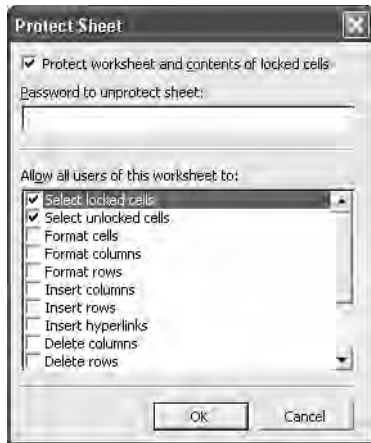 Protect Sheet
Protect worksheet and contents of locked cells
Password to unprotect sheet:
Allow all users of this worksheet to:
Select locked cells
Select unlocked cells
Format cells
Format columns
Format rows
Insert columns
Insert rows
Insert hyperlinks
Delete columns
Delete rows
OK
Cancel